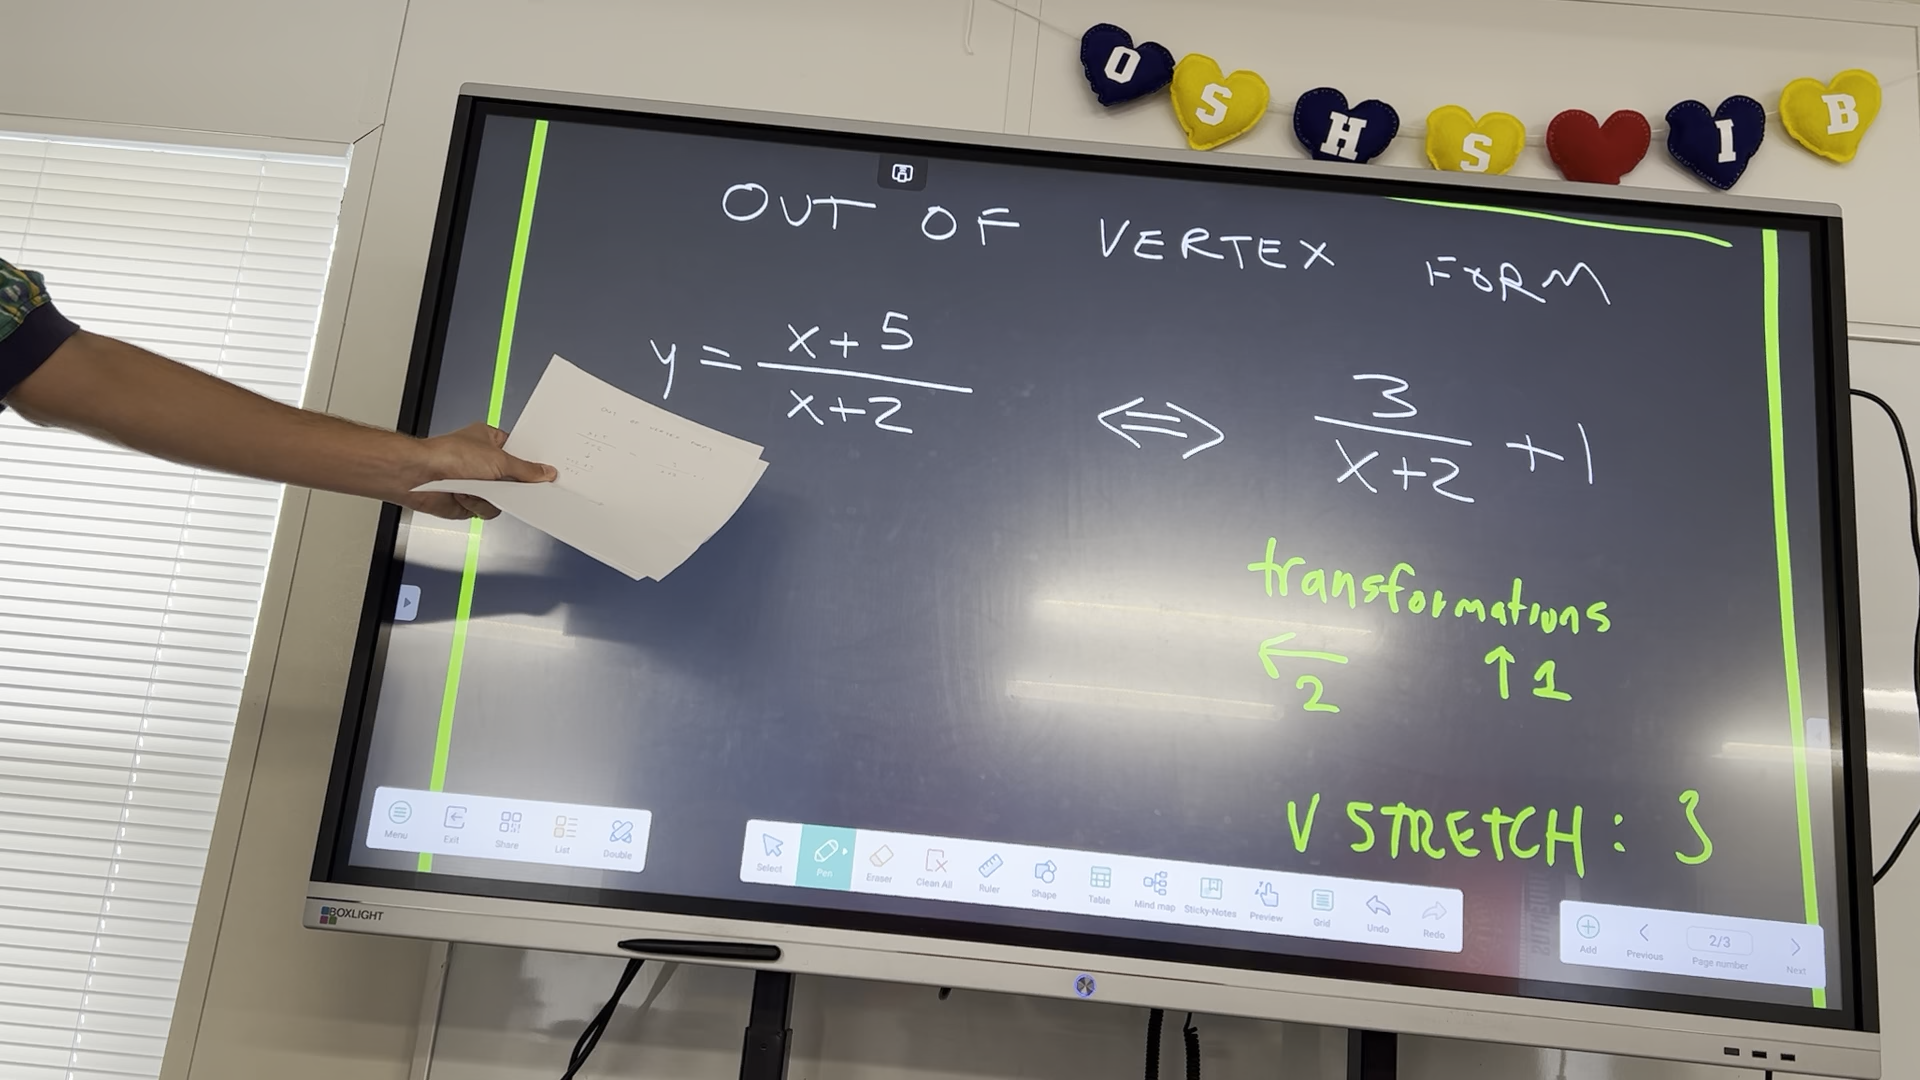 O S H S I B
OUT OF VERTEX FORM
y = x+5 / x+2 ⇔ 3 / x+2 +1
transformations
← 2 ↑ 1
V STRETCH: 3
Menu Exit Share List Double
Select Pen Eraser Clean All Ruler Shape Table Mind map Sticky-Notes Preview Grid Undo Redo
Add Previous 2/3 Page number Next
BOXLIGHT